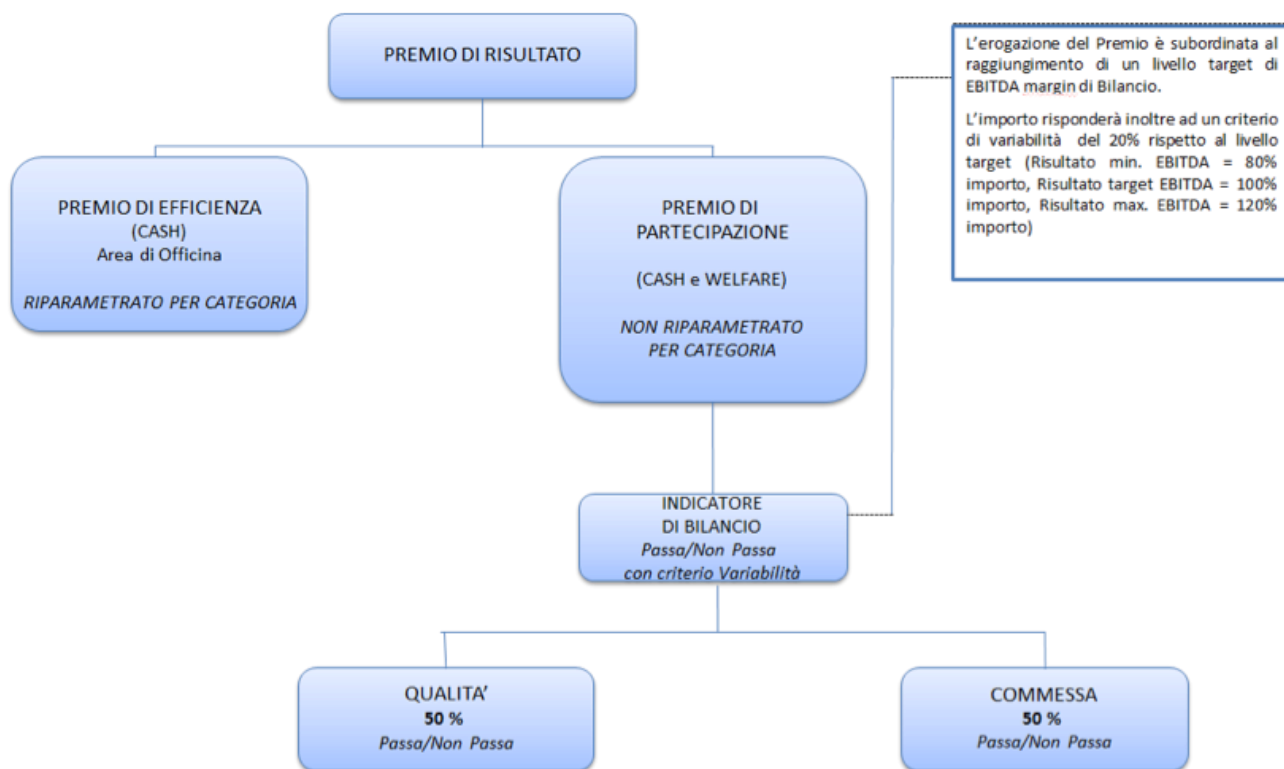 PREMIO DI RISULTATO
L'erogazione del Premio è subordinata al
raggiungimento di un livello target di
EBITDA margin di Bilancio.
L'importo risponderà inoltre ad un criterio
di variabilità del 20% rispetto al livello
target (Risultato min. EBITDA = 80%
importo, Risultato target EBITDA = 100%
importo, Risultato max. EBITDA = 120%
importo)
PREMIO DI EFFICIENZA
(CASH)
Area di Officina
RIPARAMETRATO PER CATEGORIA
PREMIO DI
PARTECIPAZIONE
(CASH e WELFARE)
NON RIPARAMETRATO
PER CATEGORIA
INDICATORE
DI BILANCIO
Passa/Non Passa
con criterio Variabilità
QUALITA'
50 %
Passa/Non Passa
COMMESSA
50 %
Passa/Non Passa